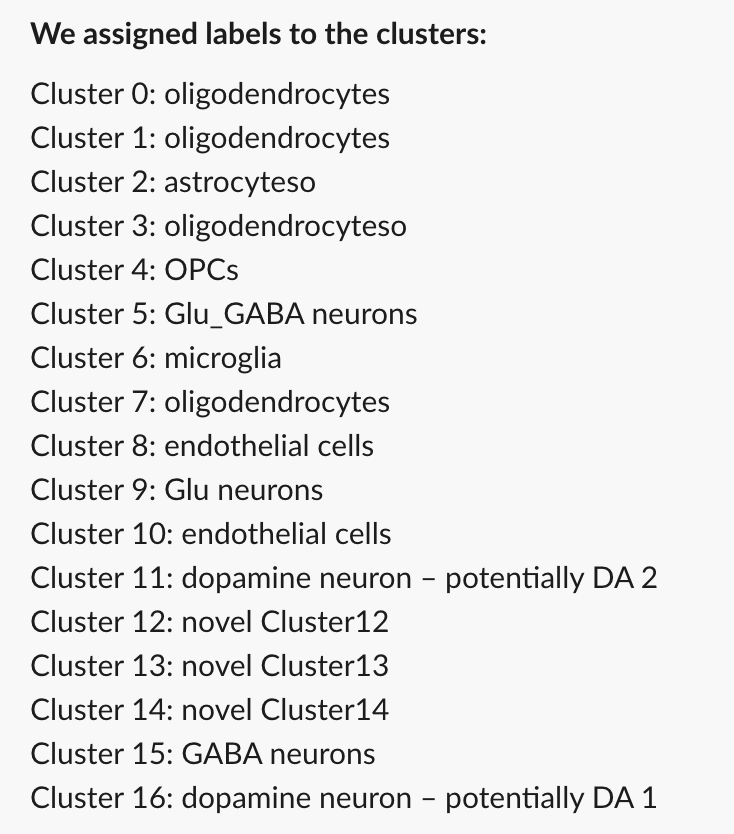 We assigned labels to the clusters:
Cluster 0: oligodendrocytes
Cluster 1: oligodendrocytes
Cluster 2: astrocyteso
Cluster 3: oligodendrocyteso
Cluster 4: OPCs
Cluster 5: Glu_GABA neurons
Cluster 6: microglia
Cluster 7: oligodendrocytes
Cluster 8: endothelial cells
Cluster 9: Glu neurons
Cluster 10: endothelial cells
Cluster 11: dopamine neuron – potentially DA 2
Cluster 12: novel Cluster12
Cluster 13: novel Cluster13
Cluster 14: novel Cluster14
Cluster 15: GABA neurons
Cluster 16: dopamine neuron – potentially DA 1